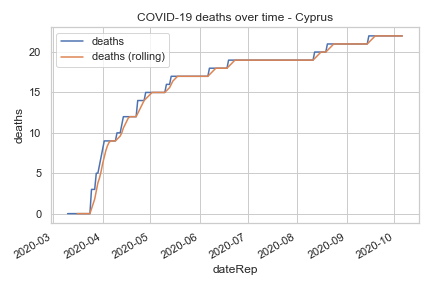 COVID-19 deaths over time - Cyprus
deaths
deaths (rolling)
20
15
10
5
0
deaths
2020-03
2020-04
2020-05
2020-06
2020-07
2020-08
2020-09
2020-10
dateRep